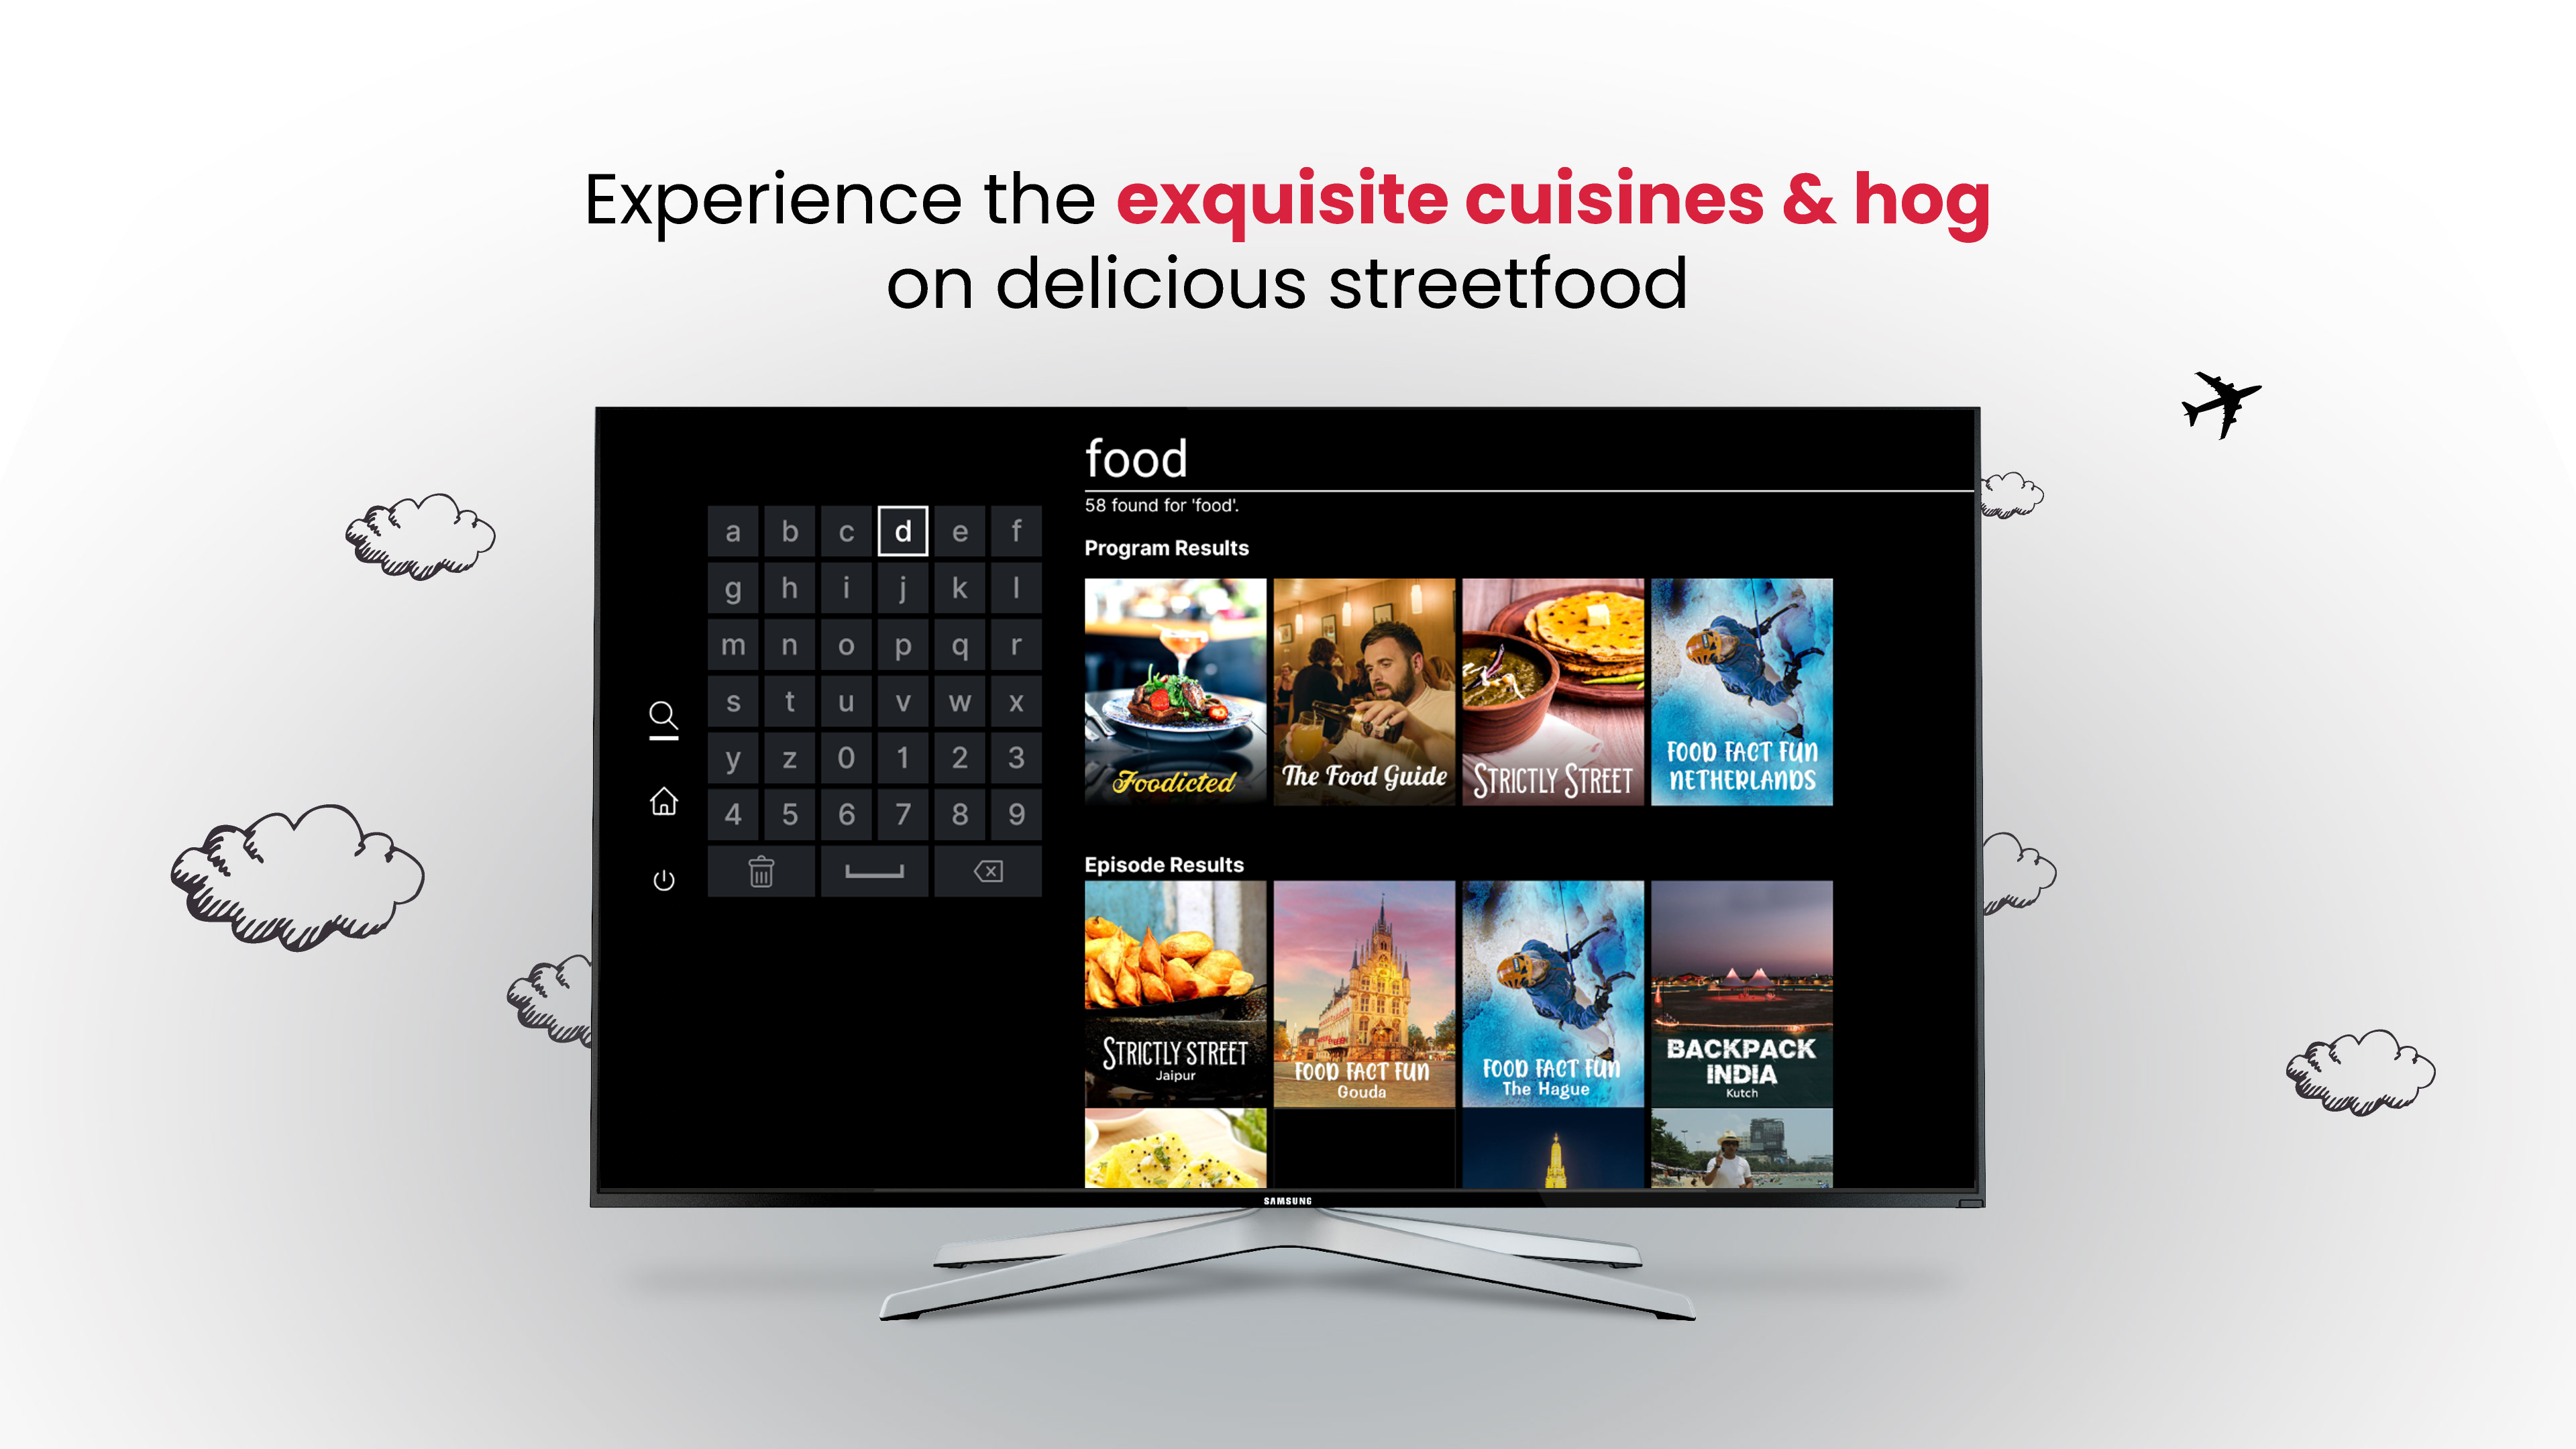 Experience the exquisite cuisines & hog
on delicious streetfood
food
58 found for 'food'.
a b c d e f
g h i j k l
m n o p q r
s t u v w x
y z 0 1 2 3
4 5 6 7 8 9
Program Results
Foodicted
The Food Guide
STRICTLY STREET
FOOD FACT FUN
NETHERLANDS
Episode Results
STRICTLY STREET
Jaipur
FOOD FACT FUN
Gouda
FOOD FACT FUN
The Hague
BACKPACK
INDIA
Kutch
SAMSUNG